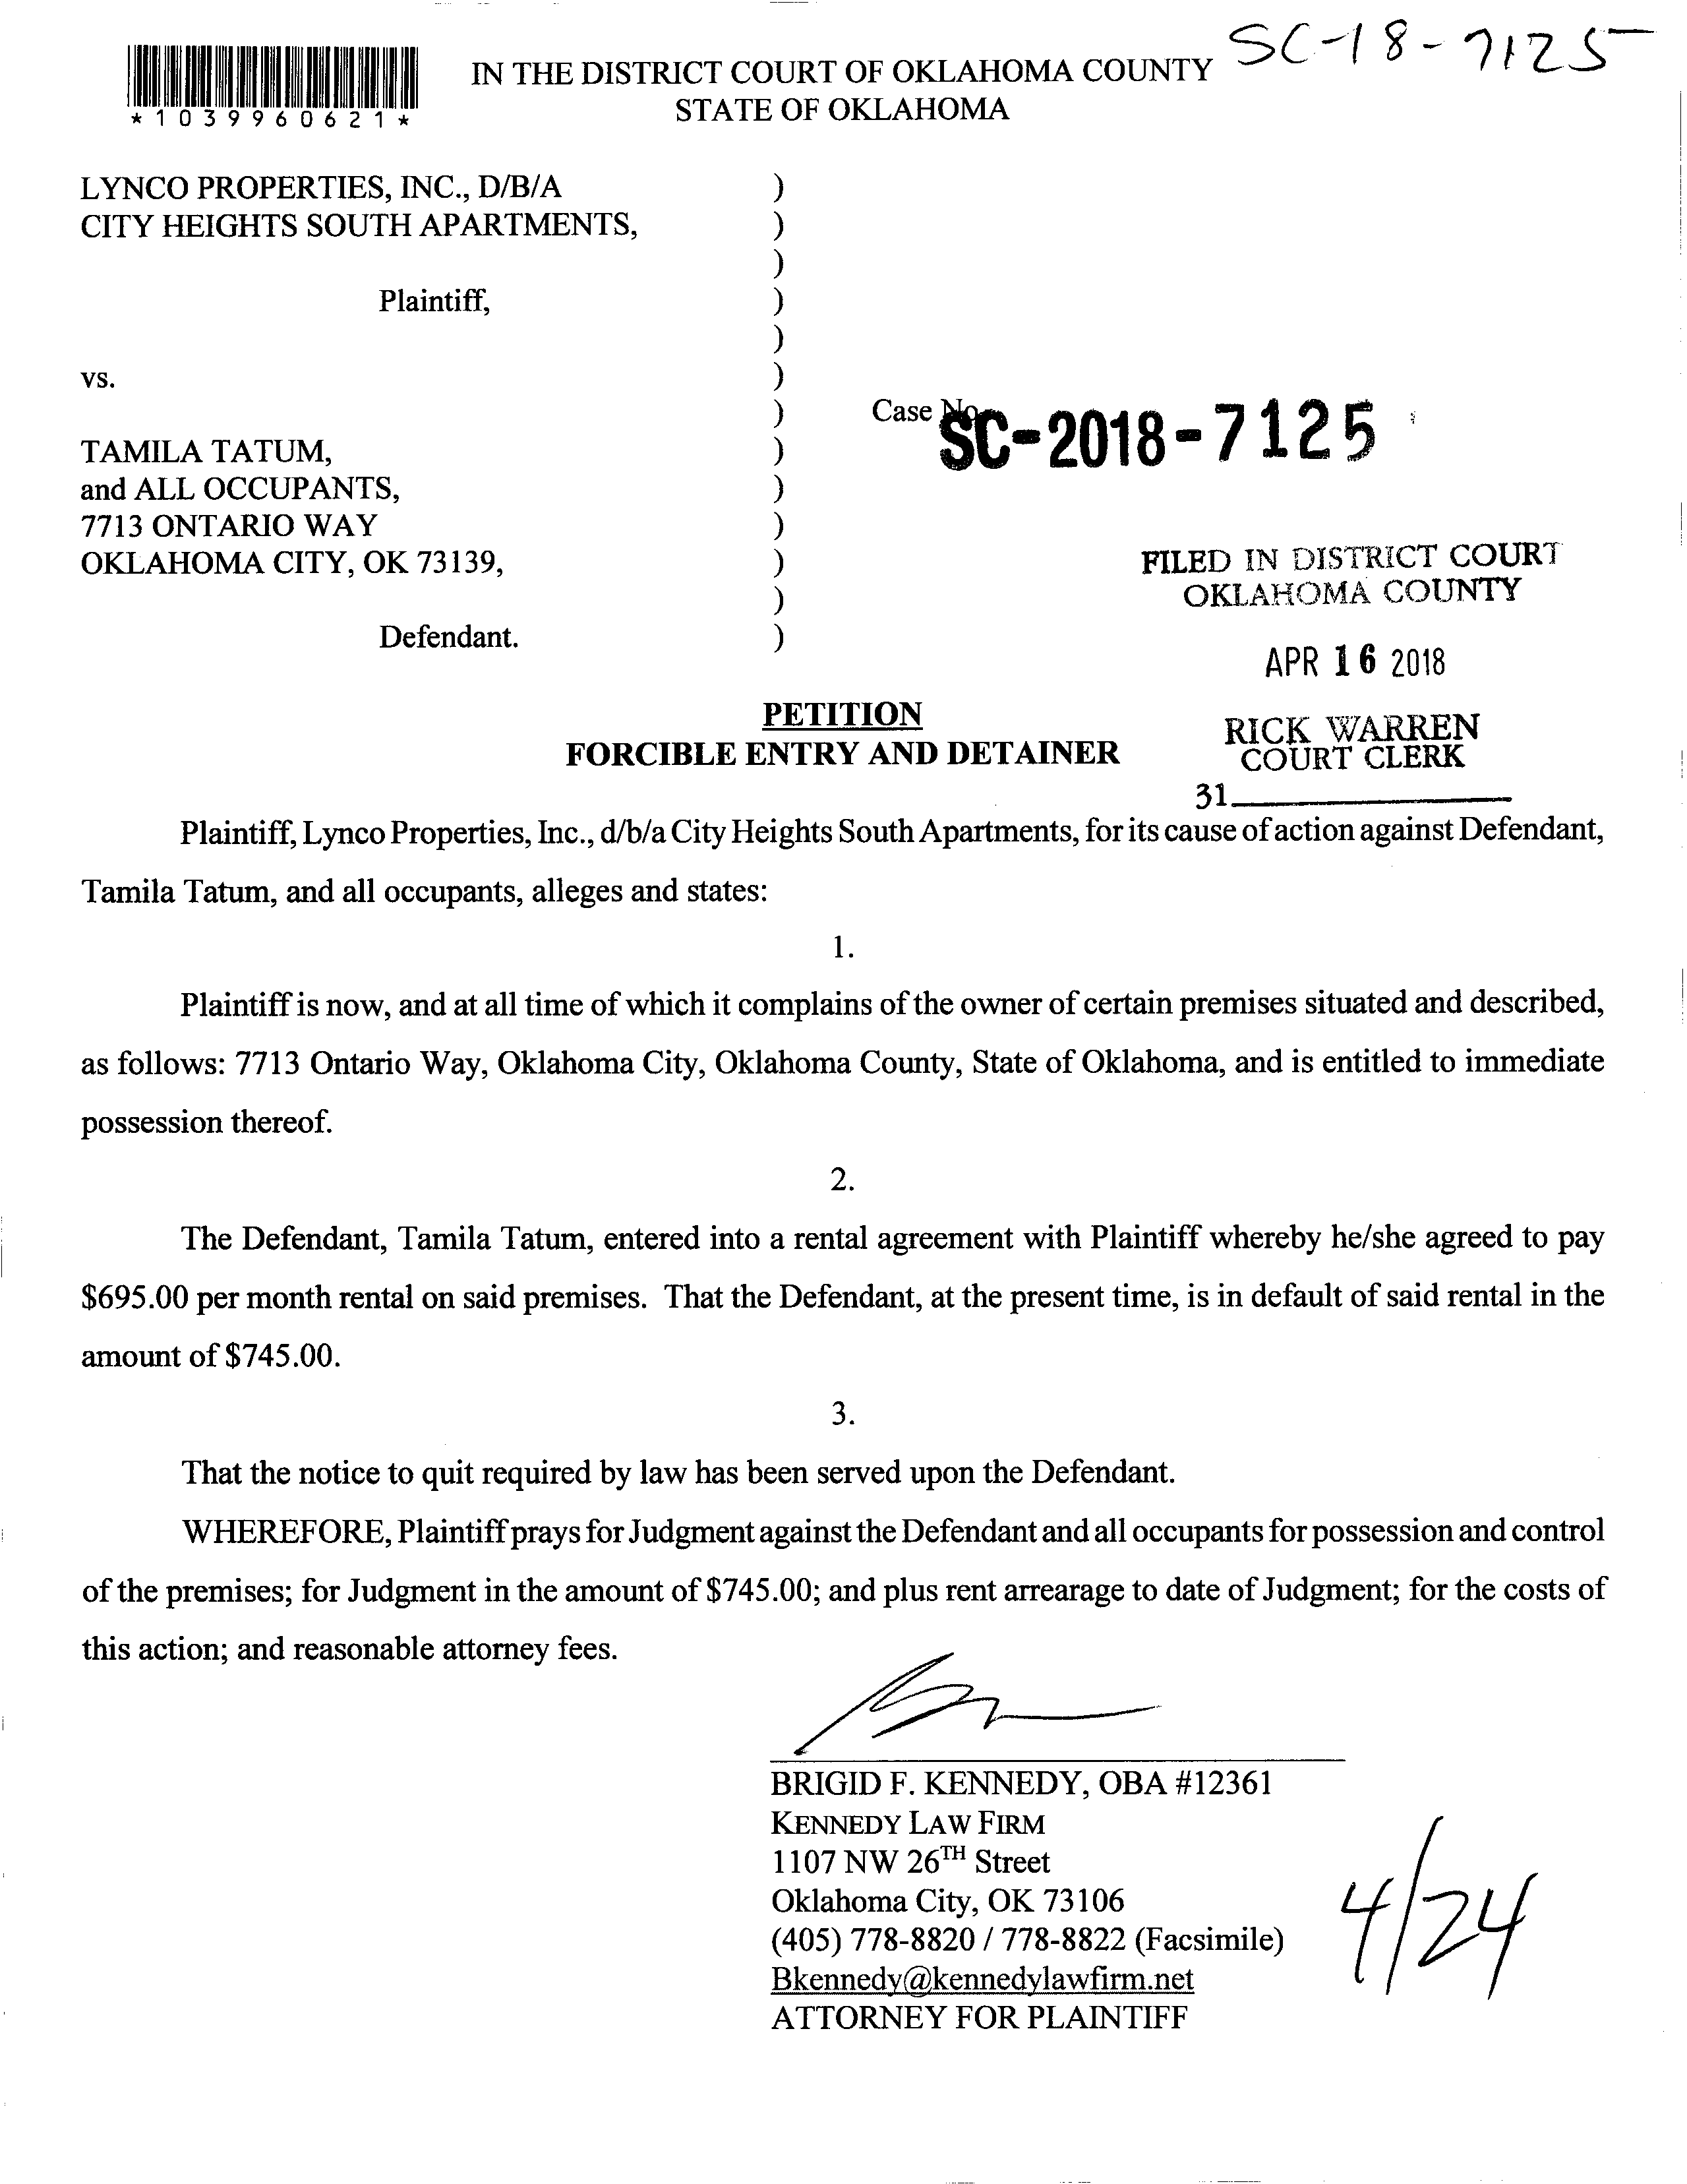 SC-18-7125
*1039960621*
IN THE DISTRICT COURT OF OKLAHOMA COUNTY
STATE OF OKLAHOMA
LYNCO PROPERTIES, INC., D/B/A )
CITY HEIGHTS SOUTH APARTMENTS, )
)
Plaintiff, )
)
vs. )
) Case No.
SC-2018-7125
TAMILA TATUM, )
and ALL OCCUPANTS, )
7713 ONTARIO WAY )
OKLAHOMA CITY, OK 73139, )
)
Defendant. )
FILED IN DISTRICT COURT
OKLAHOMA COUNTY
APR 16 2018
RICK WARREN
COURT CLERK
31
PETITION
FORCIBLE ENTRY AND DETAINER
Plaintiff, Lynco Properties, Inc., d/b/a City Heights South Apartments, for its cause of action against Defendant,
Tamila Tatum, and all occupants, alleges and states:
1.
Plaintiff is now, and at all time of which it complains of the owner of certain premises situated and described,
as follows: 7713 Ontario Way, Oklahoma City, Oklahoma County, State of Oklahoma, and is entitled to immediate
possession thereof.
2.
The Defendant, Tamila Tatum, entered into a rental agreement with Plaintiff whereby he/she agreed to pay
$695.00 per month rental on said premises. That the Defendant, at the present time, is in default of said rental in the
amount of $745.00.
3.
That the notice to quit required by law has been served upon the Defendant.
WHEREFORE, Plaintiff prays for Judgment against the Defendant and all occupants for possession and control
of the premises; for Judgment in the amount of $745.00; and plus rent arrearage to date of Judgment; for the costs of
this action; and reasonable attorney fees.
BRIGID F. KENNEDY, OBA #12361
KENNEDY LAW FIRM
1107 NW 26TH Street
Oklahoma City, OK 73106
(405) 778-8820 / 778-8822 (Facsimile)
Bkennedy@kennedylawfirm.net
ATTORNEY FOR PLAINTIFF
4/24